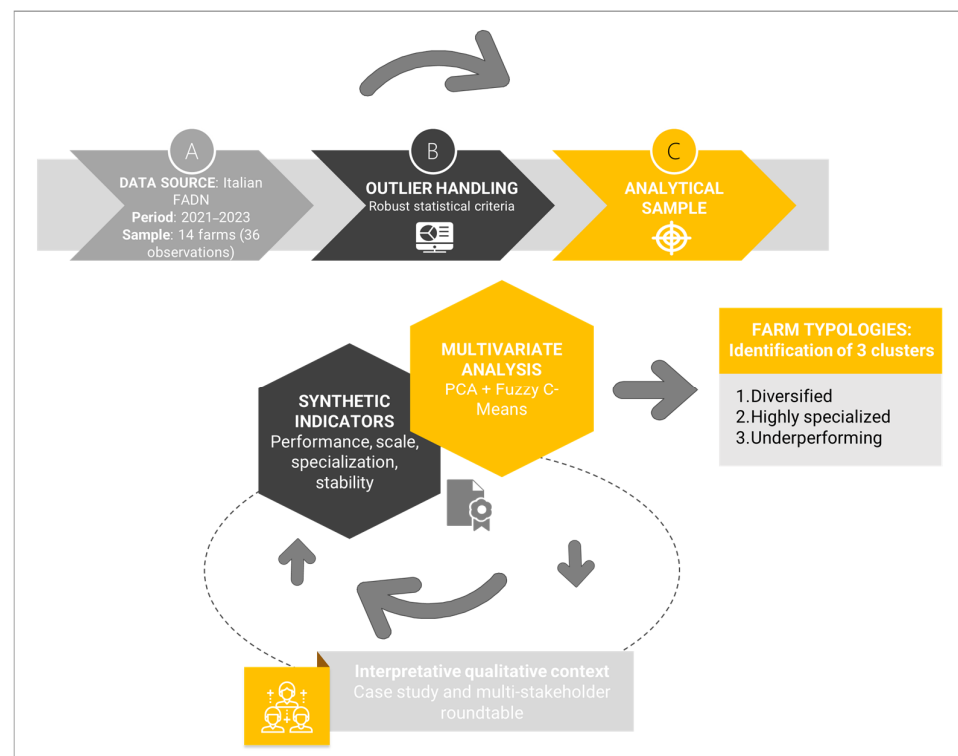 A
DATA SOURCE: Italian
FADN
Period: 2021–2023
Sample: 14 farms (36
observations)
B
OUTLIER HANDLING
Robust statistical criteria
C
ANALYTICAL
SAMPLE
MULTIVARIATE
ANALYSIS
PCA + Fuzzy C-
Means
SYNTHETIC
INDICATORS
Performance, scale,
specialization,
stability
FARM TYPOLOGIES:
Identification of 3 clusters
1.Diversified
2.Highly specialized
3.Underperforming
Interpretative qualitative context
Case study and multi-stakeholder
roundtable